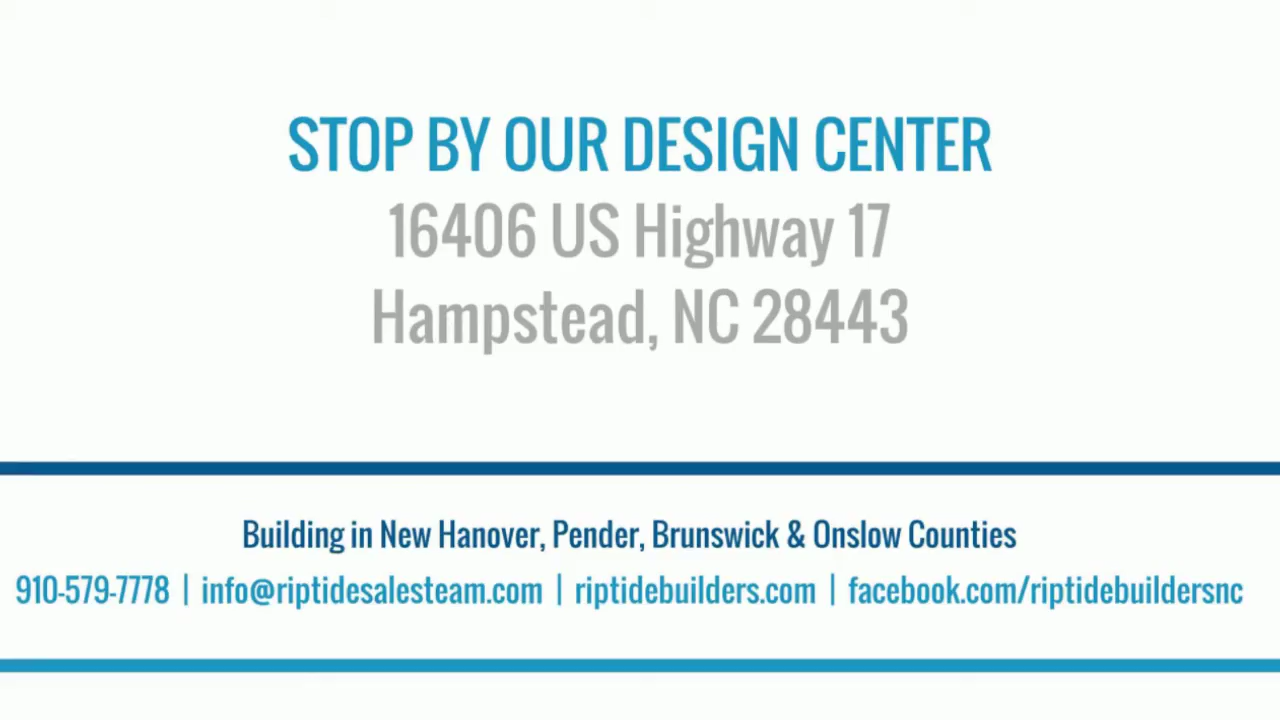 STOP BY OUR DESIGN CENTER
16406 US Highway 17
Hampstead, NC 28443
Building in New Hanover, Pender, Brunswick & Onslow Counties
910-579-7778 | info@riptidesalesteam.com | riptidebuilders.com | facebook.com/riptidebuildersnc